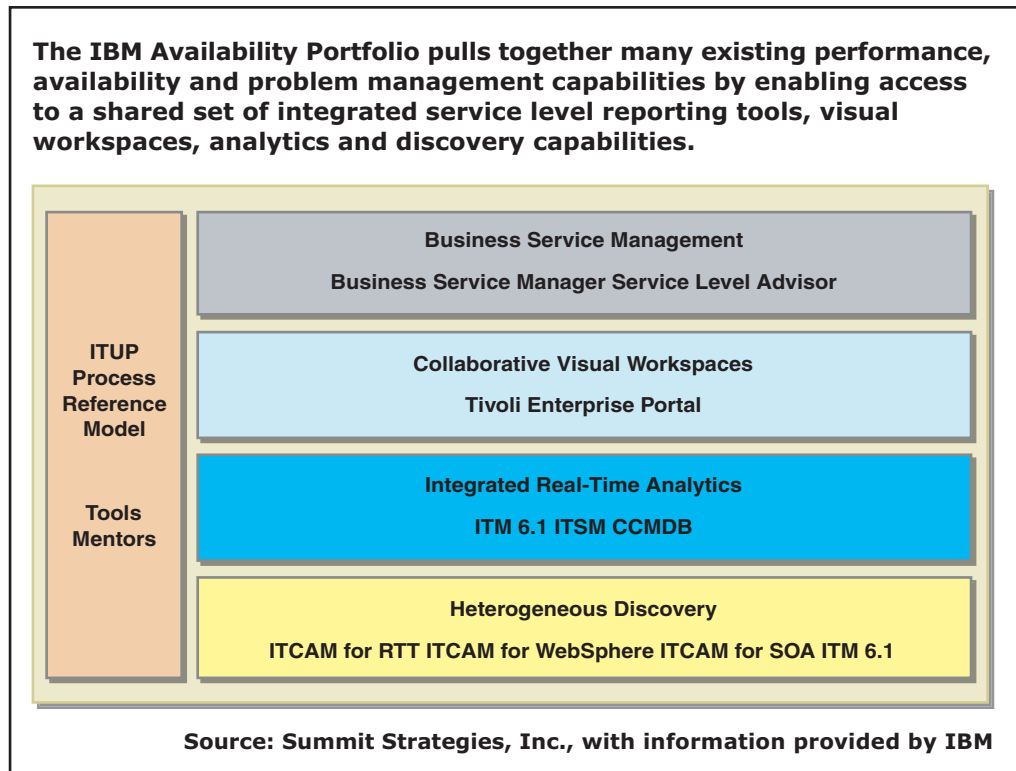 The IBM Availability Portfolio pulls together many existing performance,
availability and problem management capabilities by enabling access
to a shared set of integrated service level reporting tools, visual
workspaces, analytics and discovery capabilities.
ITUP
Process
Reference
Model
Tools
Mentors
Business Service Management
Business Service Manager Service Level Advisor
Collaborative Visual Workspaces
Tivoli Enterprise Portal
Integrated Real-Time Analytics
ITM 6.1 ITSM CCMDB
Heterogeneous Discovery
ITCAM for RTT ITCAM for WebSphere ITCAM for SOA ITM 6.1
Source: Summit Strategies, Inc., with information provided by IBM